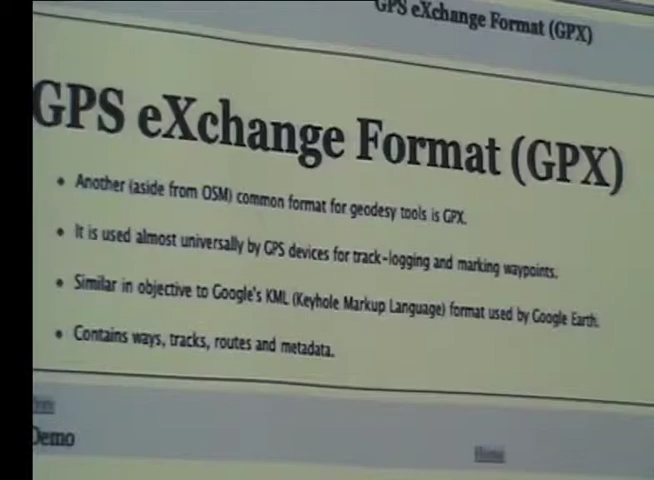 GPS eXchange Format (GPX)
GPS eXchange Format (GPX)
• Another (aside from OSM) common format for geodesy tools is GPX.
• It is used almost universally by GPS devices for track-logging and marking waypoints.
• Similar in objective to Google's KML (Keyhole Markup Language) format used by Google Earth.
• Contains ways, tracks, routes and metadata.
Demo
Home